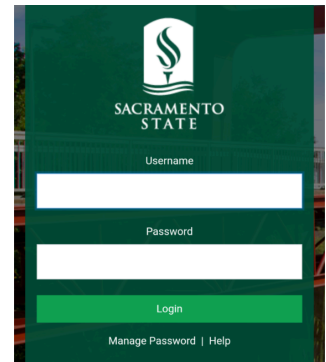 SACRAMENTO
STATE
Username
Password
Login
Manage Password | Help